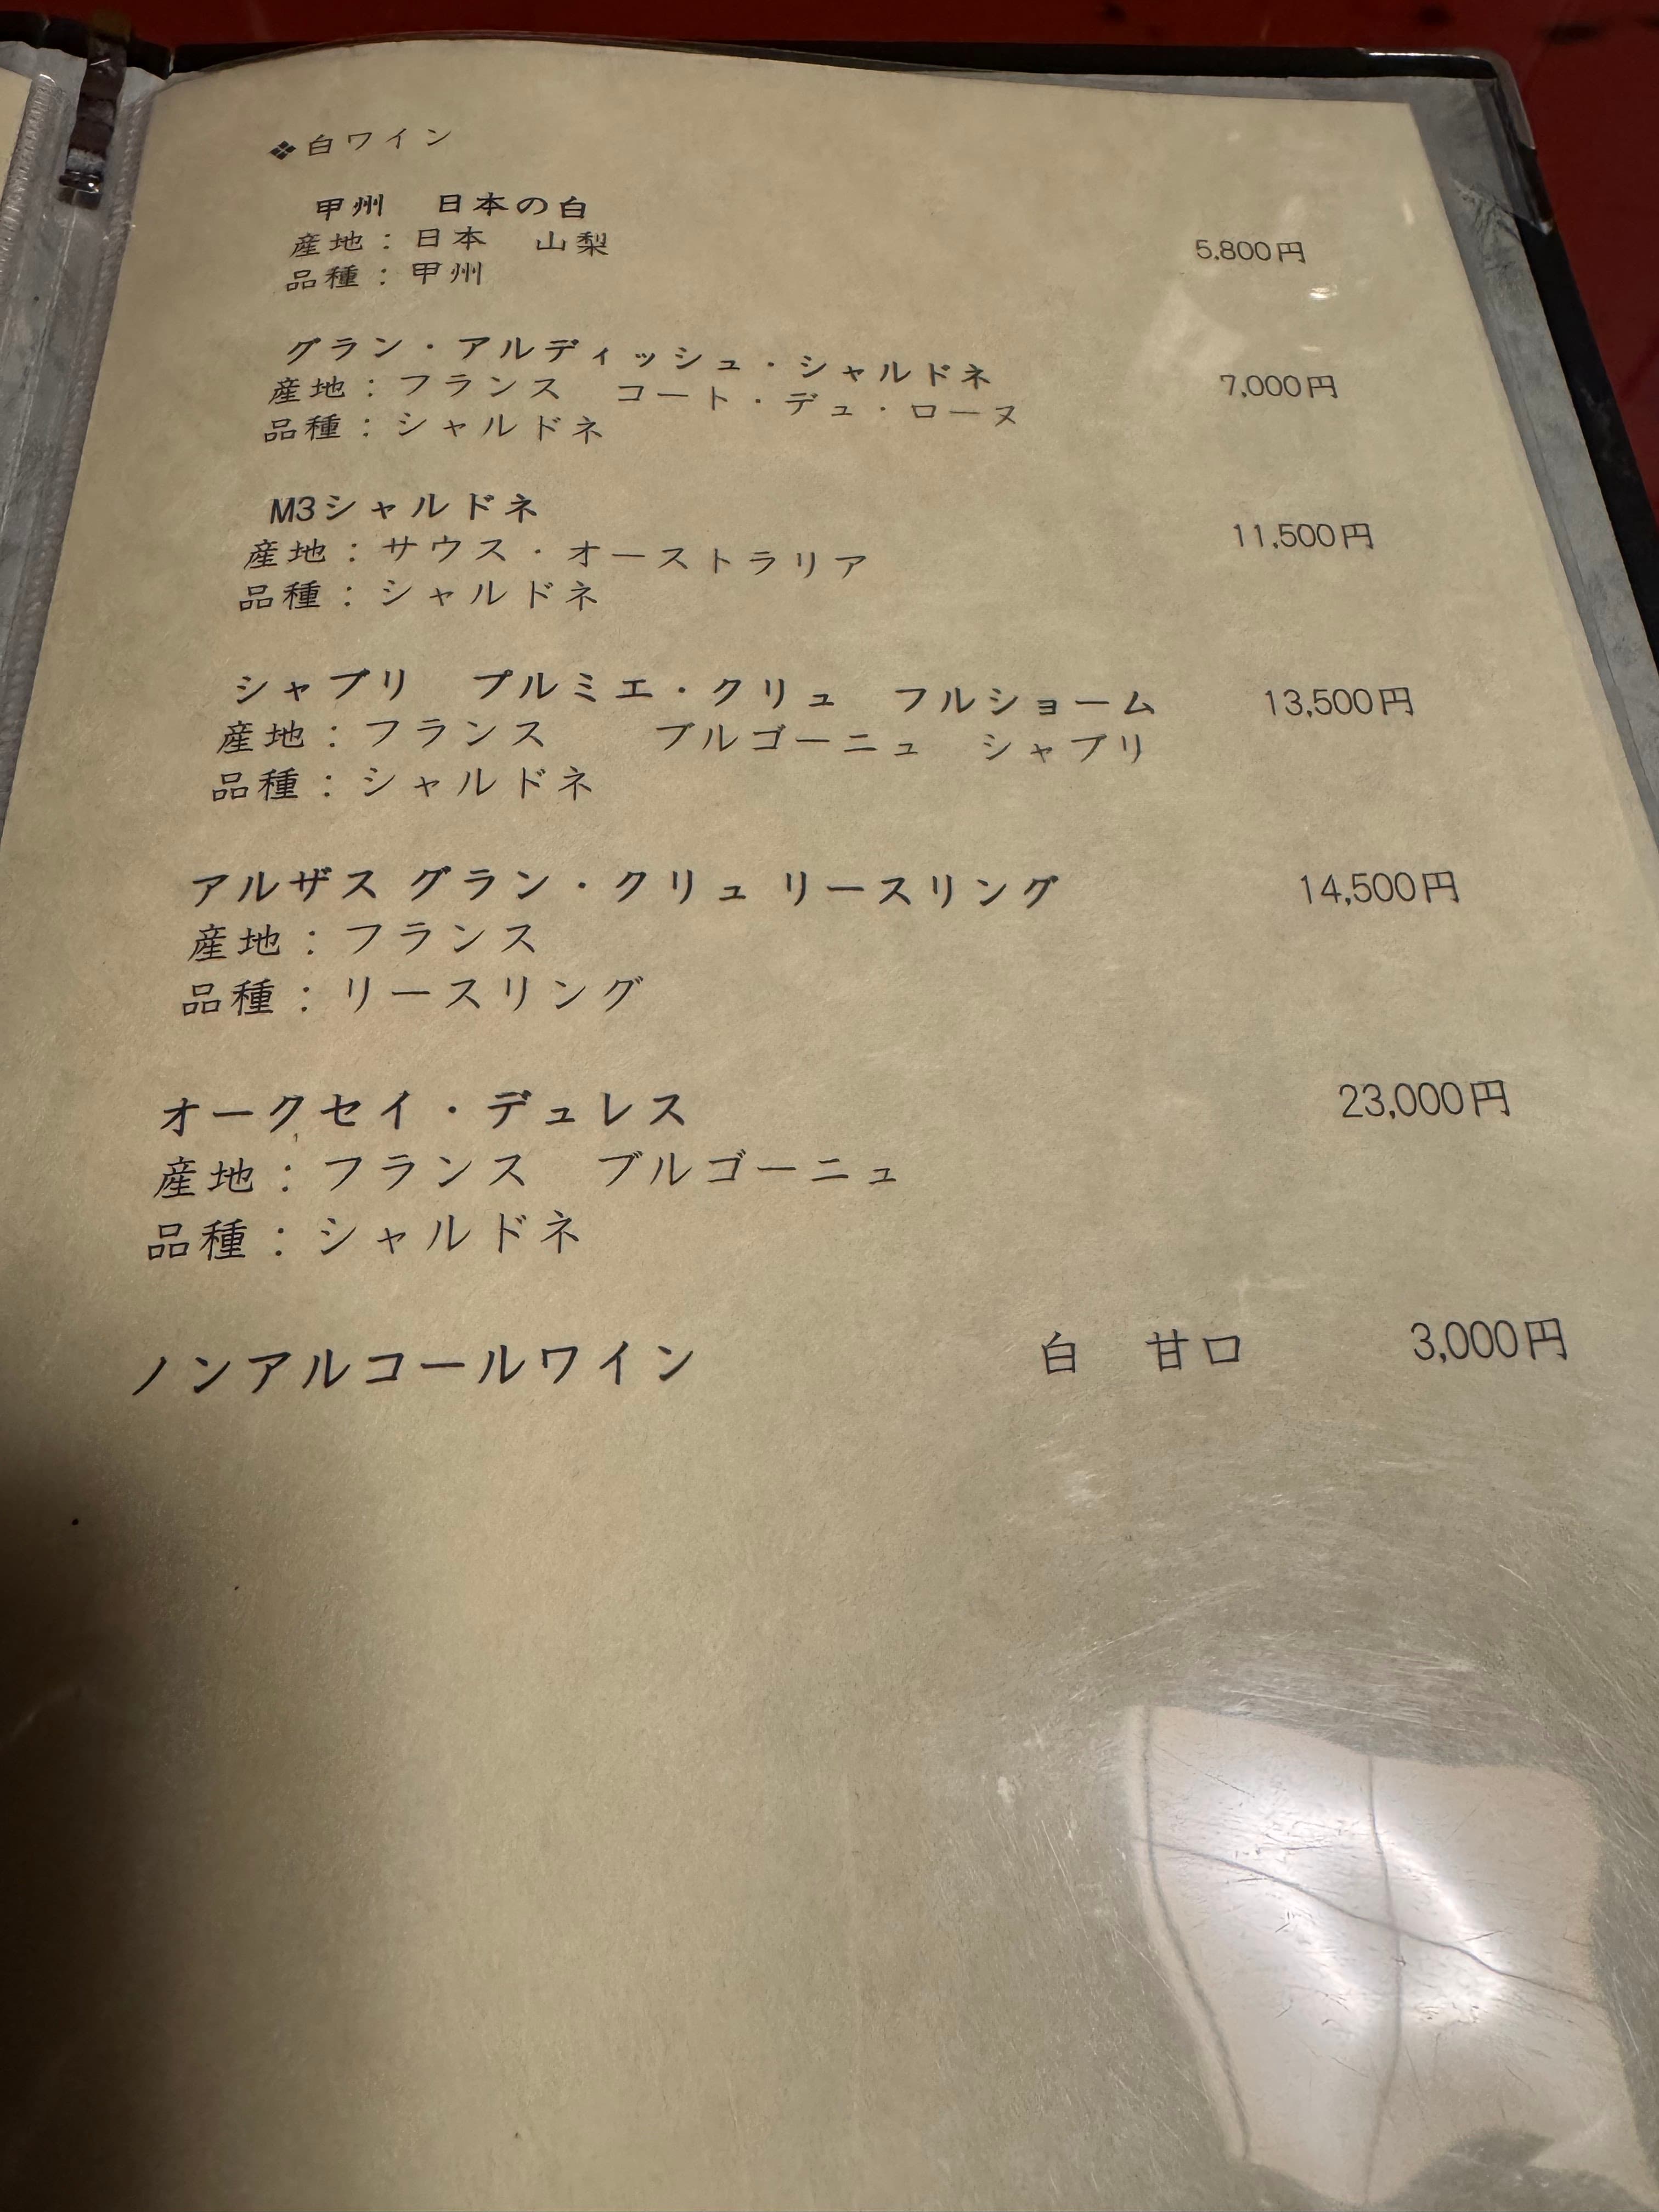 ❖白ワイン
甲州　日本の白
産地：日本　山梨　5,800円
品種：甲州
グラン・アルディッシュ・シャルドネ
産地：フランス　コート・デュ・ローヌ　7,000円
品種：シャルドネ
M3シャルドネ
産地：サウス・オーストラリア　11,500円
品種：シャルドネ
シャブリ　プルミエ・クリュ　フルショーム　13,500円
産地：フランス　　ブルゴーニュ　シャブリ
品種：シャルドネ
アルザス グラン・クリュ リースリング　14,500円
産地：フランス
品種：リースリング
オークセイ・デュレス　23,000円
産地：フランス　ブルゴーニュ
品種：シャルドネ
ノンアルコールワイン　白　甘口　3,000円